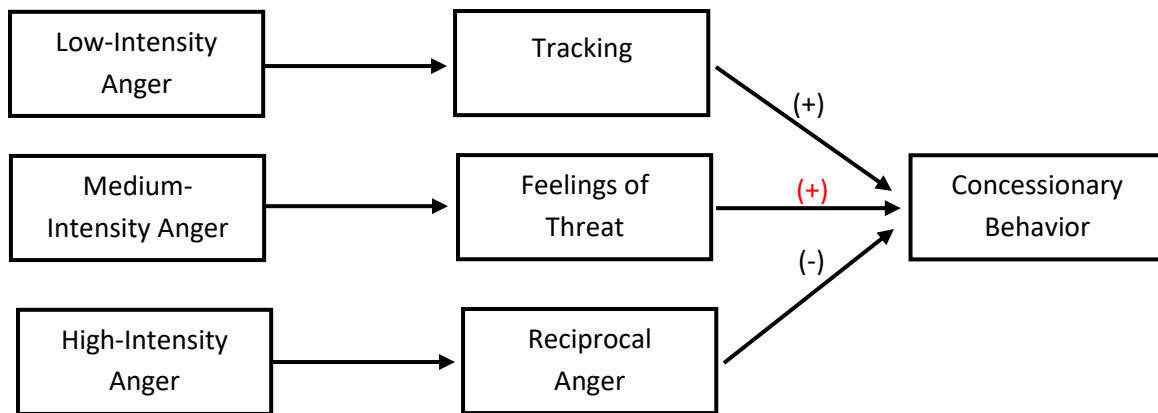 Low-Intensity
Anger
Tracking
(+)
Medium-
Intensity Anger
Feelings of
Threat
(+)
Concessionary
Behavior
(-)
High-Intensity
Anger
Reciprocal
Anger